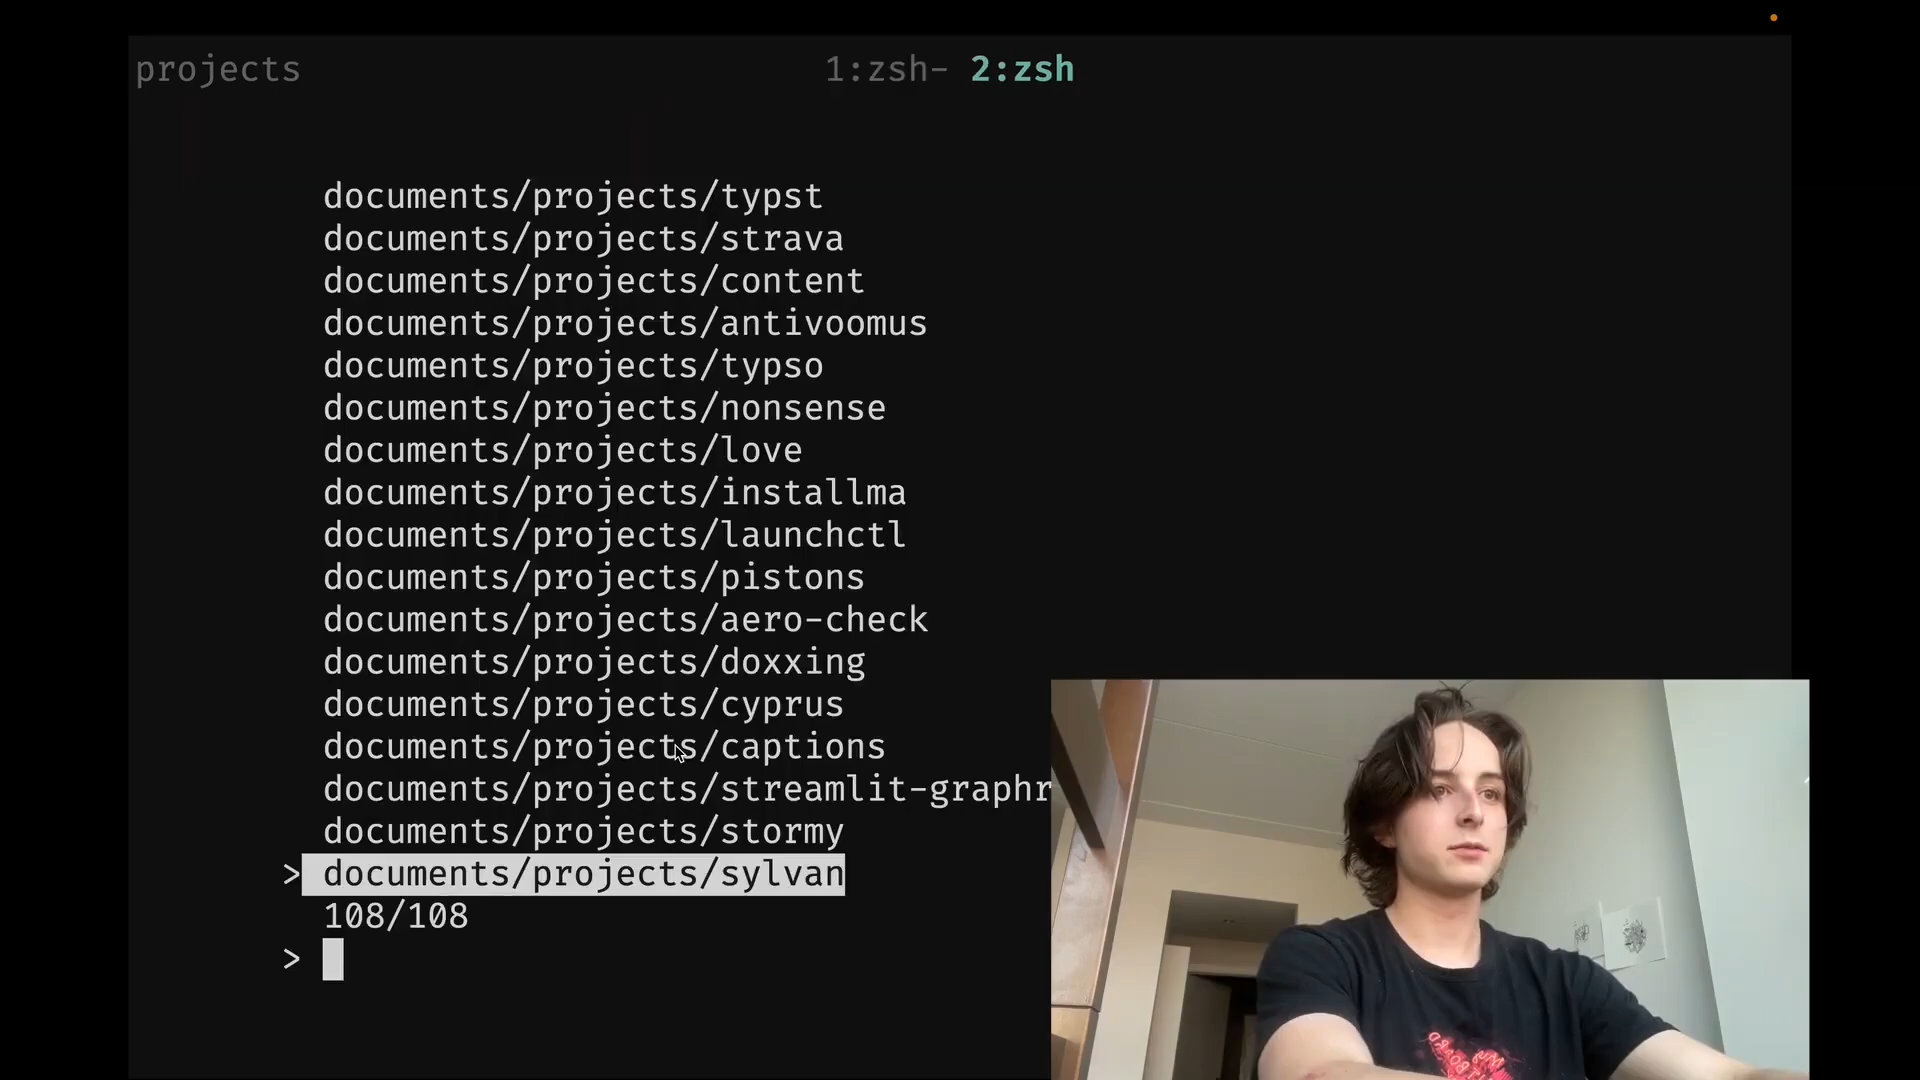 projects 1:zsh- 2:zsh
documents/projects/typst
documents/projects/strava
documents/projects/content
documents/projects/antivoomus
documents/projects/typso
documents/projects/nonsense
documents/projects/love
documents/projects/installma
documents/projects/launchctl
documents/projects/pistons
documents/projects/aero-check
documents/projects/doxxing
documents/projects/cyprus
documents/projects/captions
documents/projects/streamlit-graphr
documents/projects/stormy
> documents/projects/sylvan
108/108
>